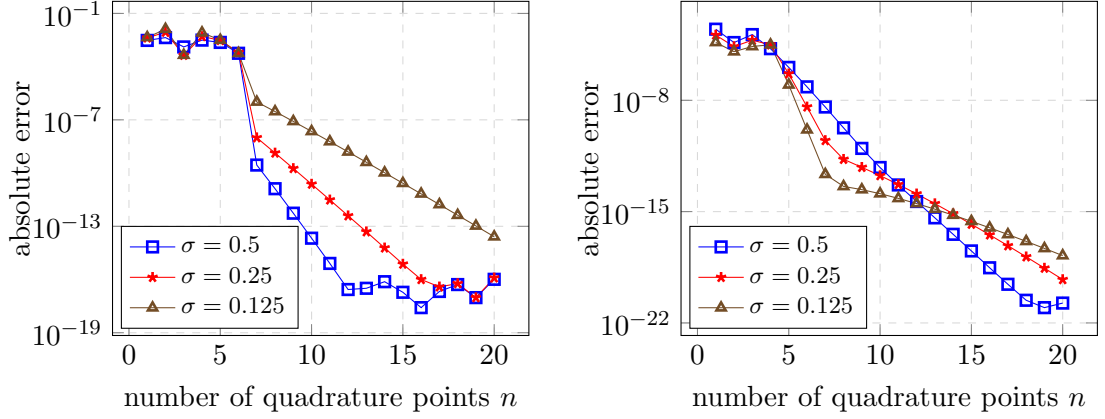 10^{-1}
10^{-7}
10^{-13}
10^{-19}
absolute error
σ = 0.5
σ = 0.25
σ = 0.125
0 5 10 15 20
number of quadrature points n
10^{-8}
10^{-15}
10^{-22}
absolute error
σ = 0.5
σ = 0.25
σ = 0.125
0 5 10 15 20
number of quadrature points n